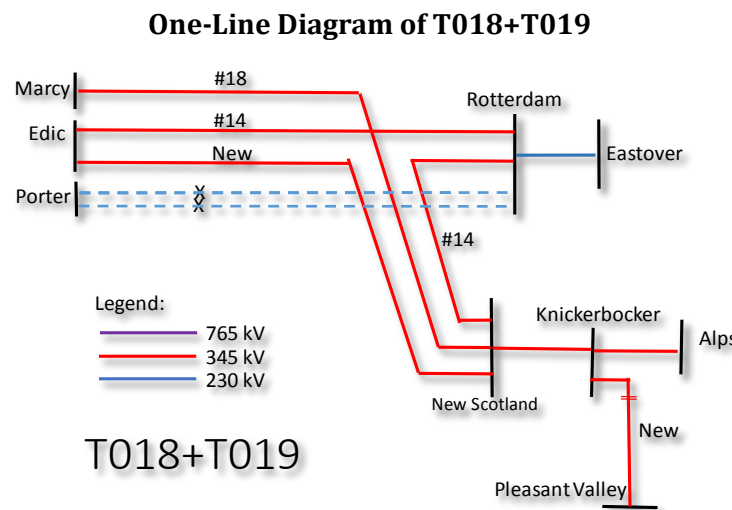 One-Line Diagram of T018+T019
#18
Marcy
Rotterdam
#14
Edic
New
Eastover
Porter
X
X
#14
Legend:
Knickerbocker
765 kV
Alps
345 kV
230 kV
New Scotland
New
T018+T019
Pleasant Valley